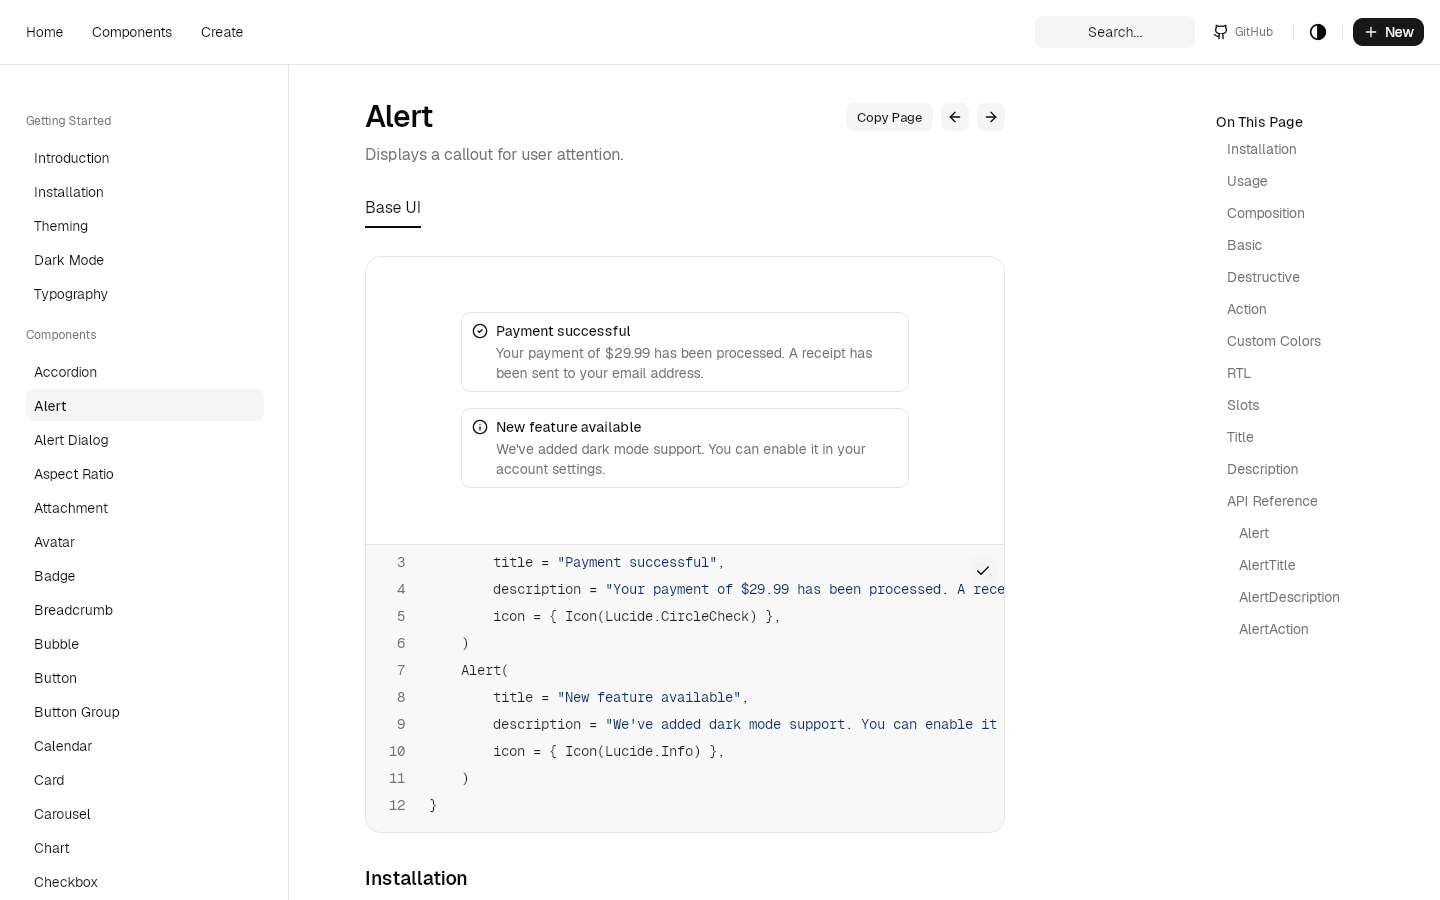 Home
Components
Create
Search...
GitHub
New
Getting Started
Introduction
Installation
Theming
Dark Mode
Typography
Components
Accordion
Alert
Alert Dialog
Aspect Ratio
Attachment
Avatar
Badge
Breadcrumb
Bubble
Button
Button Group
Calendar
Card
Carousel
Chart
Checkbox
Alert
Copy Page
Displays a callout for user attention.
Base UI
Payment successful
Your payment of $29.99 has been processed. A receipt has
been sent to your email address.
New feature available
We've added dark mode support. You can enable it in your
account settings.
3 title = "Payment successful",
4 description = "Your payment of $29.99 has been processed. A rece
5 icon = { Icon(Lucide.CircleCheck) },
6 )
7 Alert(
8 title = "New feature available",
9 description = "We've added dark mode support. You can enable it
10 icon = { Icon(Lucide.Info) },
11 )
12 }
Installation
On This Page
Installation
Usage
Composition
Basic
Destructive
Action
Custom Colors
RTL
Slots
Title
Description
API Reference
Alert
AlertTitle
AlertDescription
AlertAction